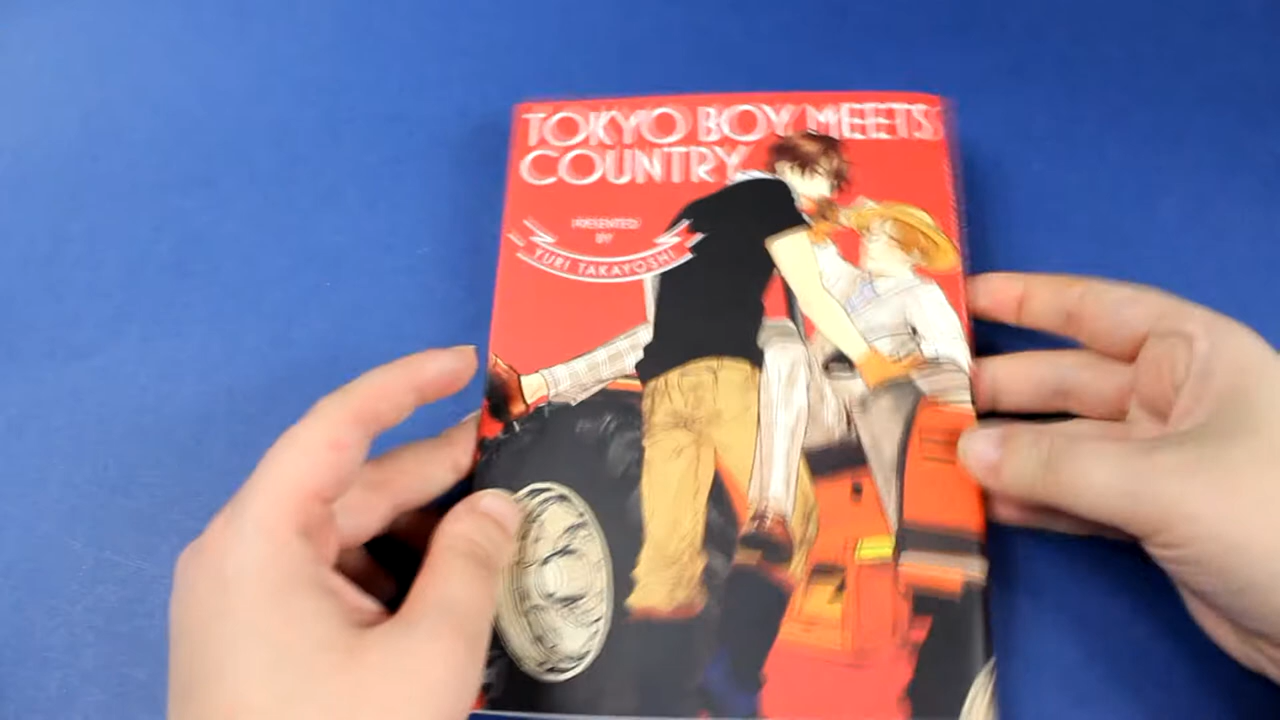 TOKYO BOY MEETS
COUNTRY
PRESENTED
BY
YURI TAKAYOSHI